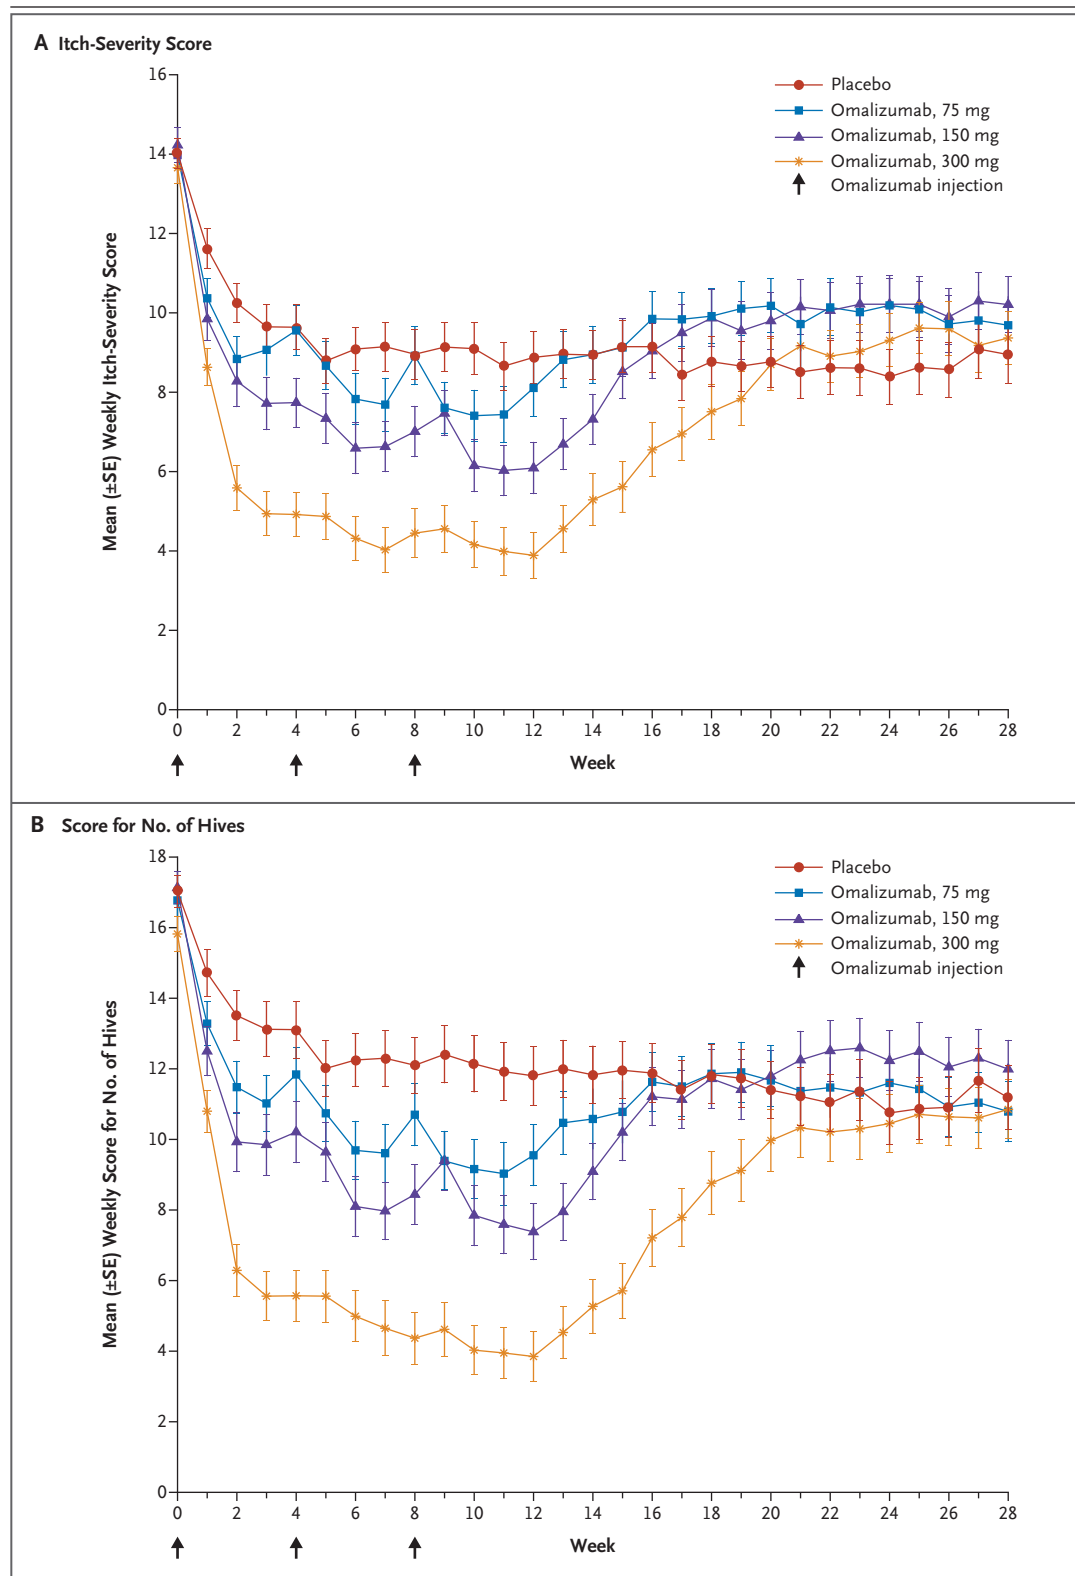 A Itch-Severity Score
Placebo
Omalizumab, 75 mg
Omalizumab, 150 mg
Omalizumab, 300 mg
Omalizumab injection
Mean (±SE) Weekly Itch-Severity Score
16
14
12
10
8
6
4
2
0
0 2 4 6 8 10 12 14 16 18 20 22 24 26 28
Week
B Score for No. of Hives
Placebo
Omalizumab, 75 mg
Omalizumab, 150 mg
Omalizumab, 300 mg
Omalizumab injection
Mean (±SE) Weekly Score for No. of Hives
18
16
14
12
10
8
6
4
2
0
0 2 4 6 8 10 12 14 16 18 20 22 24 26 28
Week